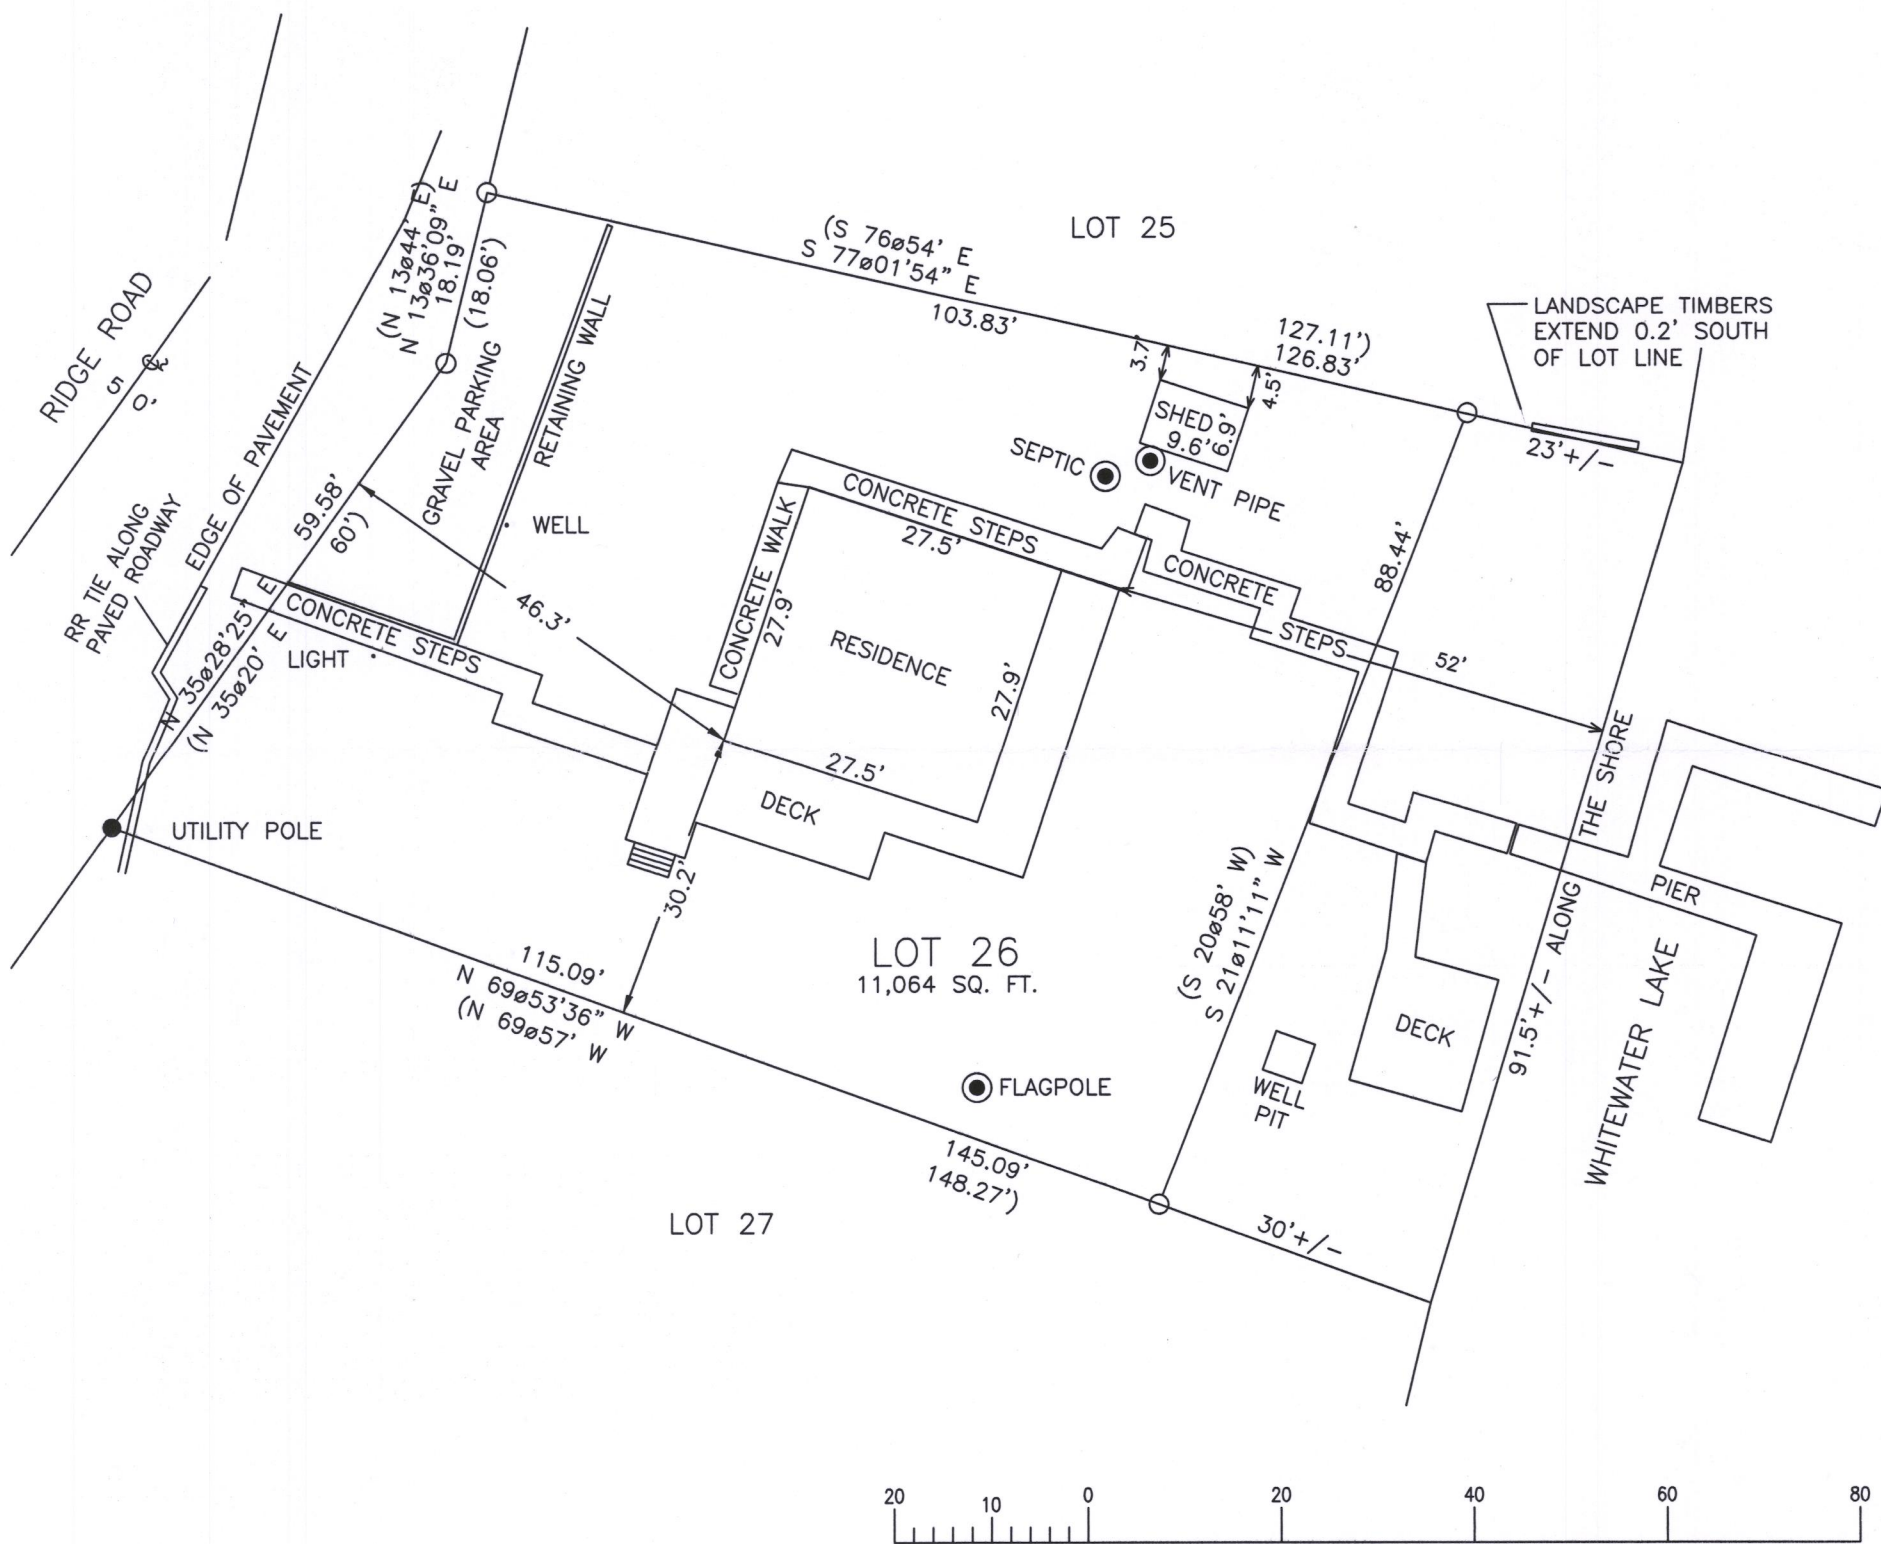 LOT 25
(S 76ø54' E
S 77ø01'54" E
103.83'
127.11')
126.83'
LANDSCAPE TIMBERS
EXTEND 0.2' SOUTH
OF LOT LINE
23'+/-
(N 13ø44' E)
N 13ø36'09" E
18.19'
(18.06')
RIDGE ROAD
50'
EDGE OF PAVEMENT
RR TIE ALONG
PAVED ROADWAY
GRAVEL PARKING
AREA
RETAINING WALL
WELL
59.58'
60')
N 35ø28'25" E
(N 35ø20' E
CONCRETE STEPS
LIGHT
46.3'
UTILITY POLE
3.7'
4.5'
SHED
9.6'
6.9'
SEPTIC
VENT PIPE
CONCRETE STEPS
27.5'
CONCRETE WALK
27.9'
RESIDENCE
27.9'
27.5'
DECK
CONCRETE
STEPS
88.44'
52'
30.2'
LOT 26
11,064 SQ. FT.
(S 20ø58' W)
S 21ø11'11" W
91.5'+/- ALONG THE SHORE
PIER
DECK
WELL
PIT
WHITEWATER LAKE
FLAGPOLE
115.09'
N 69ø53'36" W
(N 69ø57' W
145.09'
148.27')
30'+/-
LOT 27
20 10 0 20 40 60 80